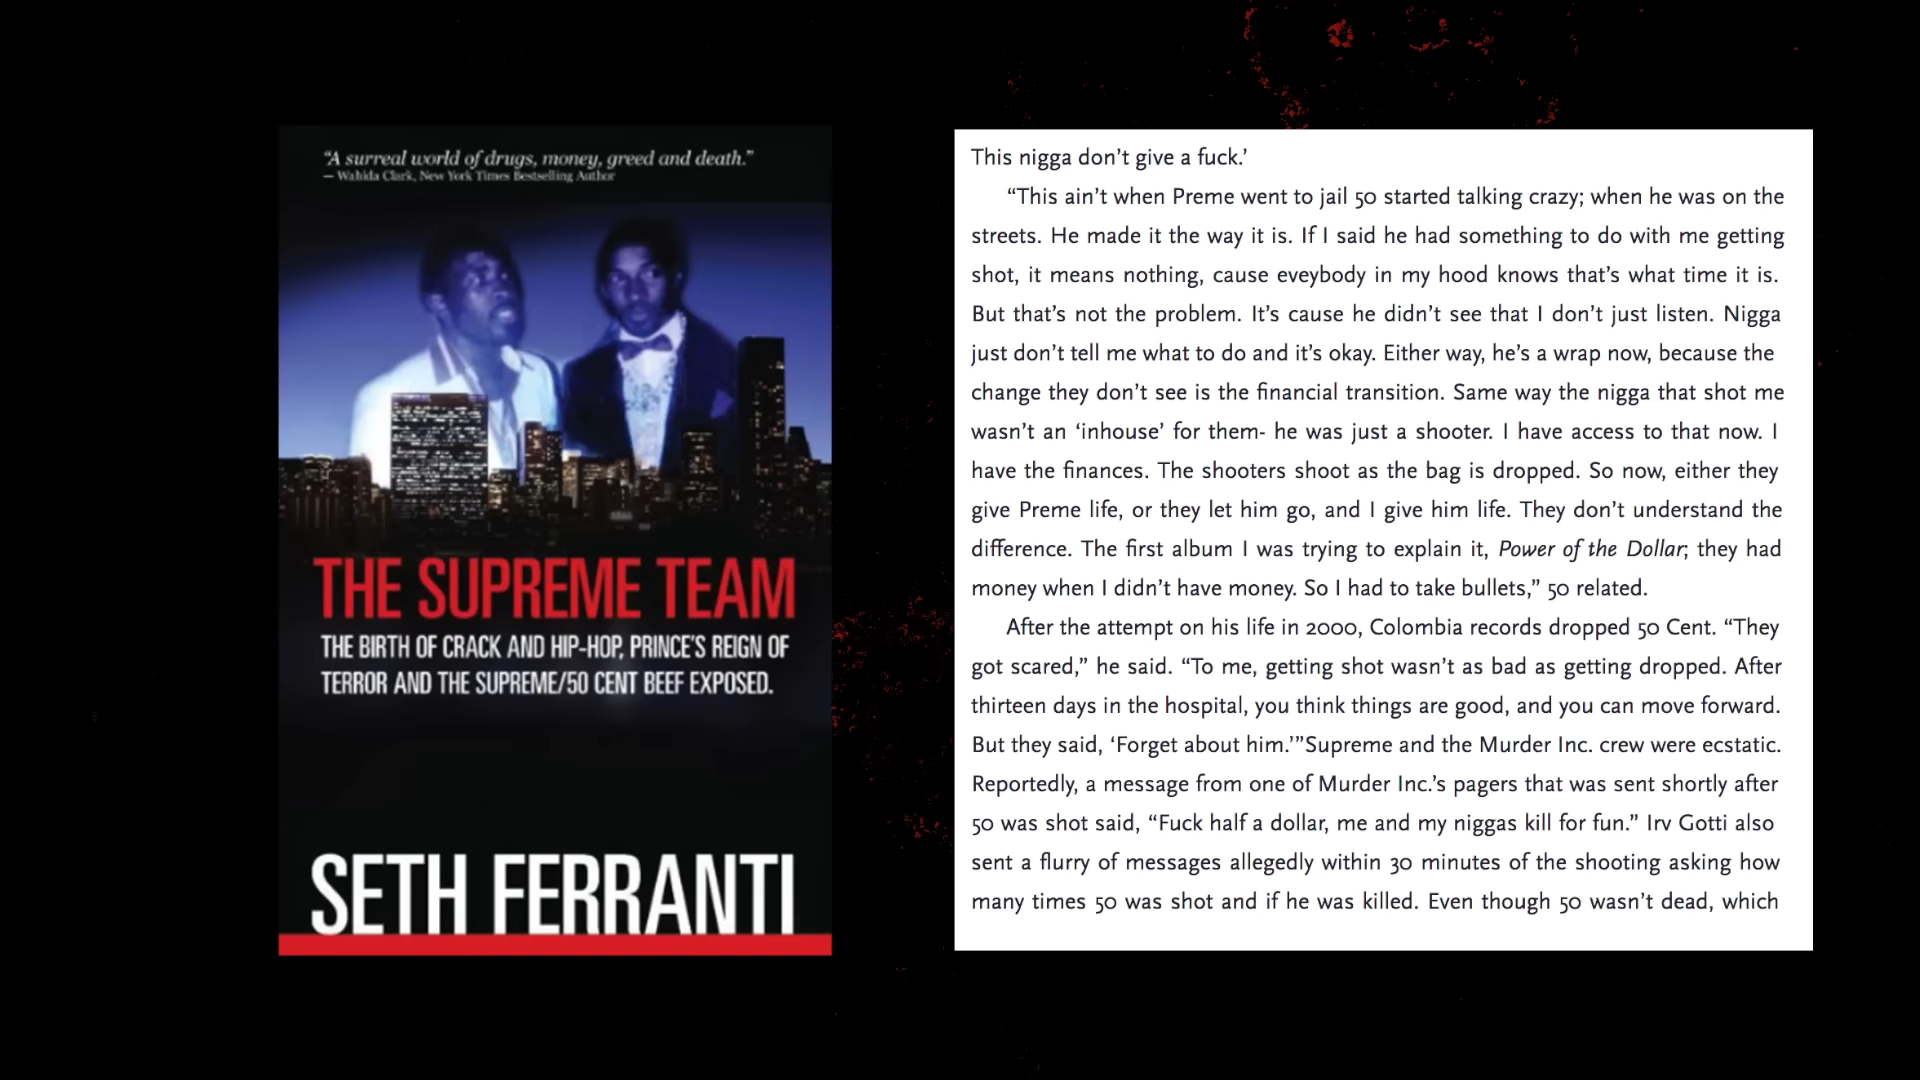 “A surreal world of drugs, money, greed and death.”
— Wahida Clark, New York Times Bestselling Author
THE SUPREME TEAM
THE BIRTH OF CRACK AND HIP-HOP, PRINCE’S REIGN OF
TERROR AND THE SUPREME/50 CENT BEEF EXPOSED.
SETH FERRANTI
This nigga don’t give a fuck.’
“This ain’t when Preme went to jail 50 started talking crazy; when he was on the
streets. He made it the way it is. If I said he had something to do with me getting
shot, it means nothing, cause eveybody in my hood knows that’s what time it is.
But that’s not the problem. It’s cause he didn’t see that I don’t just listen. Nigga
just don’t tell me what to do and it’s okay. Either way, he’s a wrap now, because the
change they don’t see is the financial transition. Same way the nigga that shot me
wasn’t an ‘inhouse’ for them- he was just a shooter. I have access to that now. I
have the finances. The shooters shoot as the bag is dropped. So now, either they
give Preme life, or they let him go, and I give him life. They don’t understand the
difference. The first album I was trying to explain it, Power of the Dollar; they had
money when I didn’t have money. So I had to take bullets,” 50 related.
After the attempt on his life in 2000, Colombia records dropped 50 Cent. “They
got scared,” he said. “To me, getting shot wasn’t as bad as getting dropped. After
thirteen days in the hospital, you think things are good, and you can move forward.
But they said, ‘Forget about him.’”Supreme and the Murder Inc. crew were ecstatic.
Reportedly, a message from one of Murder Inc.’s pagers that was sent shortly after
50 was shot said, “Fuck half a dollar, me and my niggas kill for fun.” Irv Gotti also
sent a flurry of messages allegedly within 30 minutes of the shooting asking how
many times 50 was shot and if he was killed. Even though 50 wasn’t dead, which